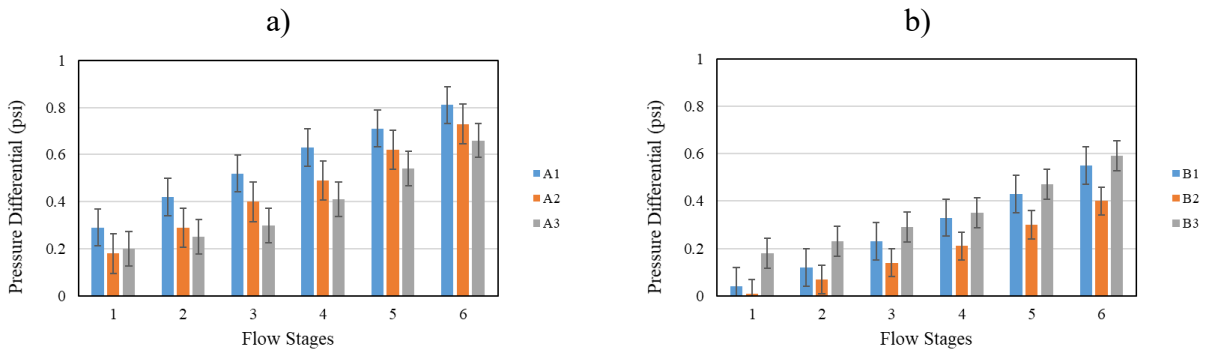 a)
Pressure Differential (psi)
1
0.8
0.6
0.4
0.2
0
1 2 3 4 5 6
Flow Stages
A1
A2
A3
b)
Pressure Differential (psi)
1
0.8
0.6
0.4
0.2
0
1 2 3 4 5 6
Flow Stages
B1
B2
B3